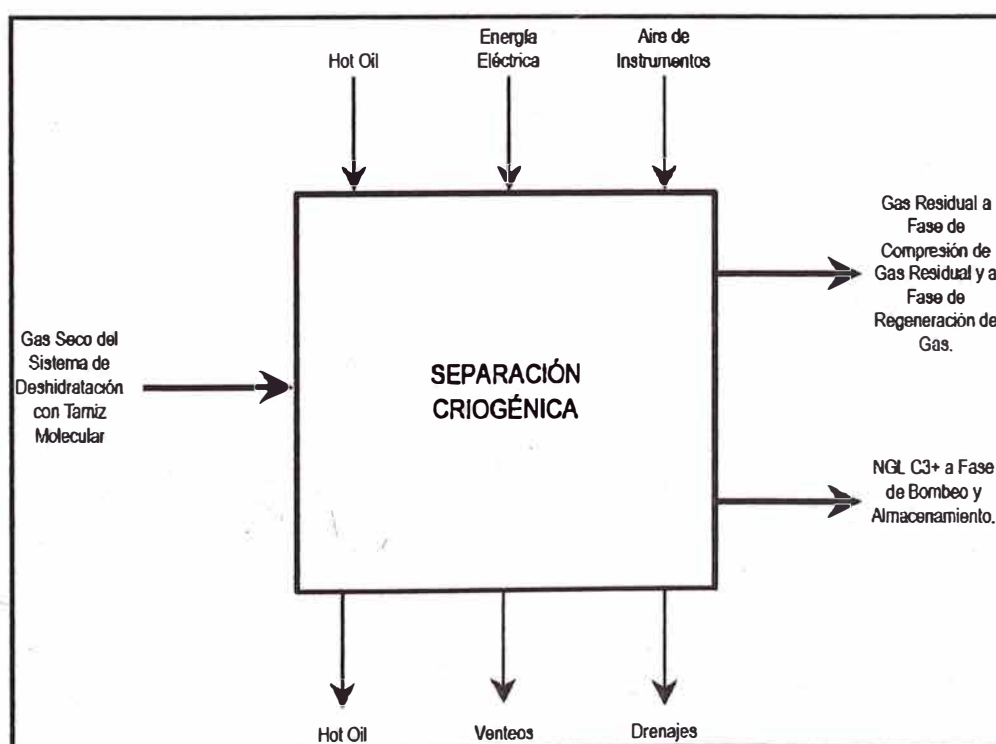 Hot Oil
Energía
Eléctrica
Aire de
Instrumentos
Gas Residual a
Fase de
Compresión de
Gas Residual y a
Fase de
Regeneración de
Gas.
Gas Seco del
Sistema de
Deshidratación
con Tamiz
Molecular
SEPARACIÓN
CRIOGÉNICA
NGL C3+ a Fase
de Bombeo y
Almacenamiento.
Hot Oil
Venteos
Drenajes